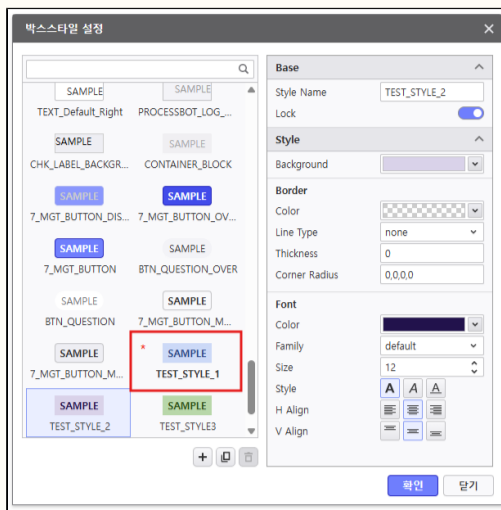 박스스타일 설정
SAMPLE SAMPLE
TEXT_Default_Right PROCESSBOT_LOG_...
SAMPLE SAMPLE
CHK_LABEL_BACKGR... CONTAINER_BLOCK
SAMPLE SAMPLE
7_MGT_BUTTON_DIS... 7_MGT_BUTTON_OV...
SAMPLE SAMPLE
7_MGT_BUTTON BTN_QUESTION_OVER
SAMPLE SAMPLE
BTN_QUESTION 7_MGT_BUTTON_M...
SAMPLE * SAMPLE
7_MGT_BUTTON_M... TEST_STYLE_1
SAMPLE SAMPLE
TEST_STYLE_2 TEST_STYLE3
Base
Style Name TEST_STYLE_2
Lock
Style
Background
Border
Color
Line Type none
Thickness 0
Corner Radius 0,0,0,0
Font
Color
Family default
Size 12
Style A A A
H Align
V Align
확인 닫기